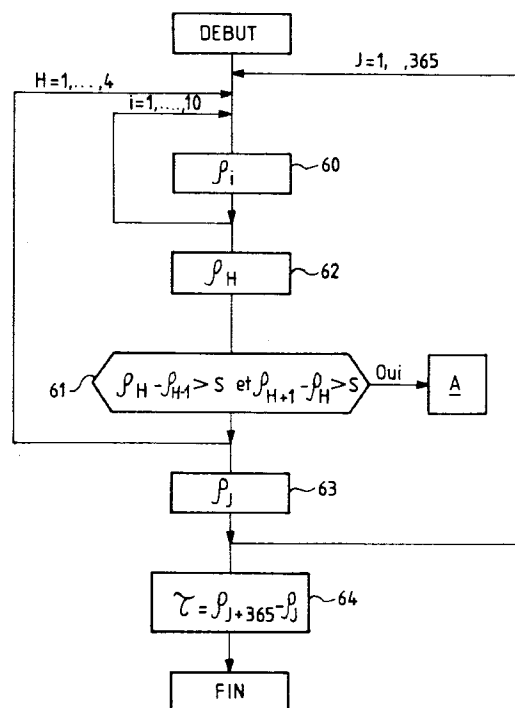 DEBUT
J=1, ,365
H=1,...,4
i=1,...,10
ρi
60
ρH
62
61
ρH - ρH-1 > S et ρH+1 - ρH > S
Oui
A
ρJ
63
64
τ = ρJ+365 - ρJ
FIN